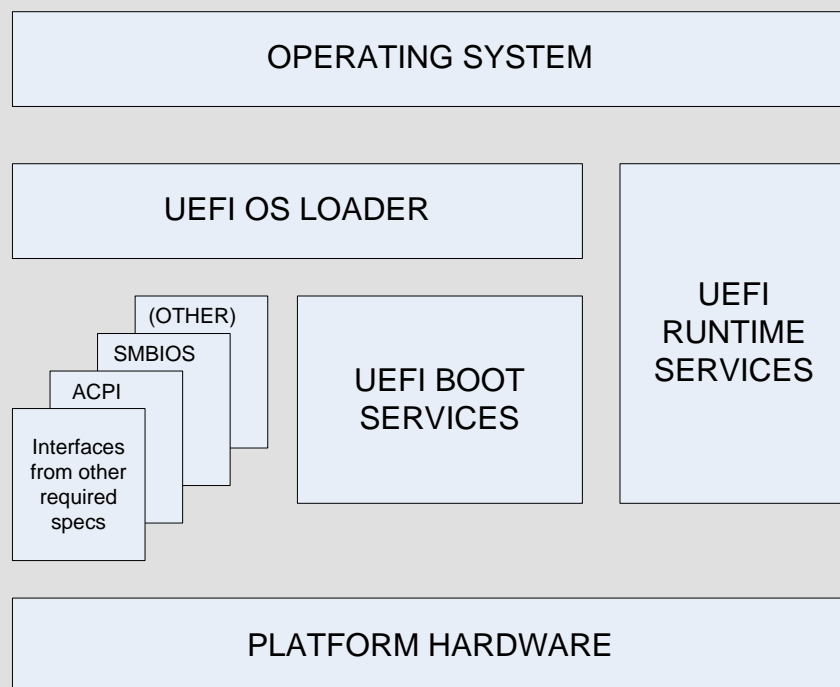 OPERATING SYSTEM
UEFI OS LOADER
UEFI
RUNTIME
SERVICES
(OTHER)
SMBIOS
ACPI
Interfaces
from other
required
specs
UEFI BOOT
SERVICES
PLATFORM HARDWARE